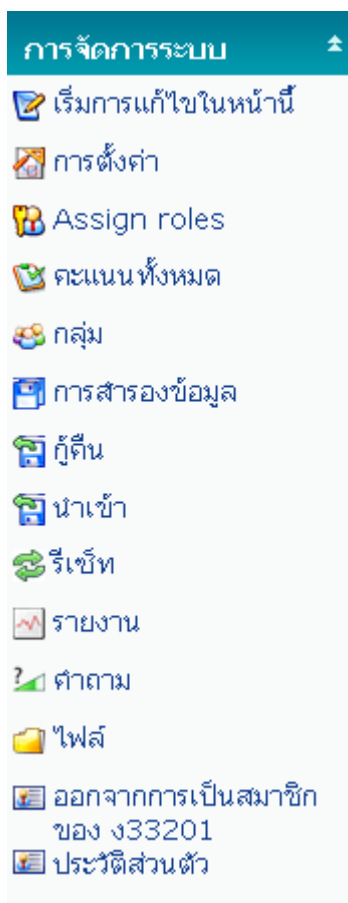 การจัดการระบบ
เริ่มการแก้ไขในหน้านี้
การตั้งค่า
Assign roles
คะแนนทั้งหมด
กลุ่ม
การสำรองข้อมูล
กู้คืน
นำเข้า
รีเซ็ท
รายงาน
คำถาม
ไฟล์
ออกจากการเป็นสมาชิก
ของ ง33201
ประวัติส่วนตัว